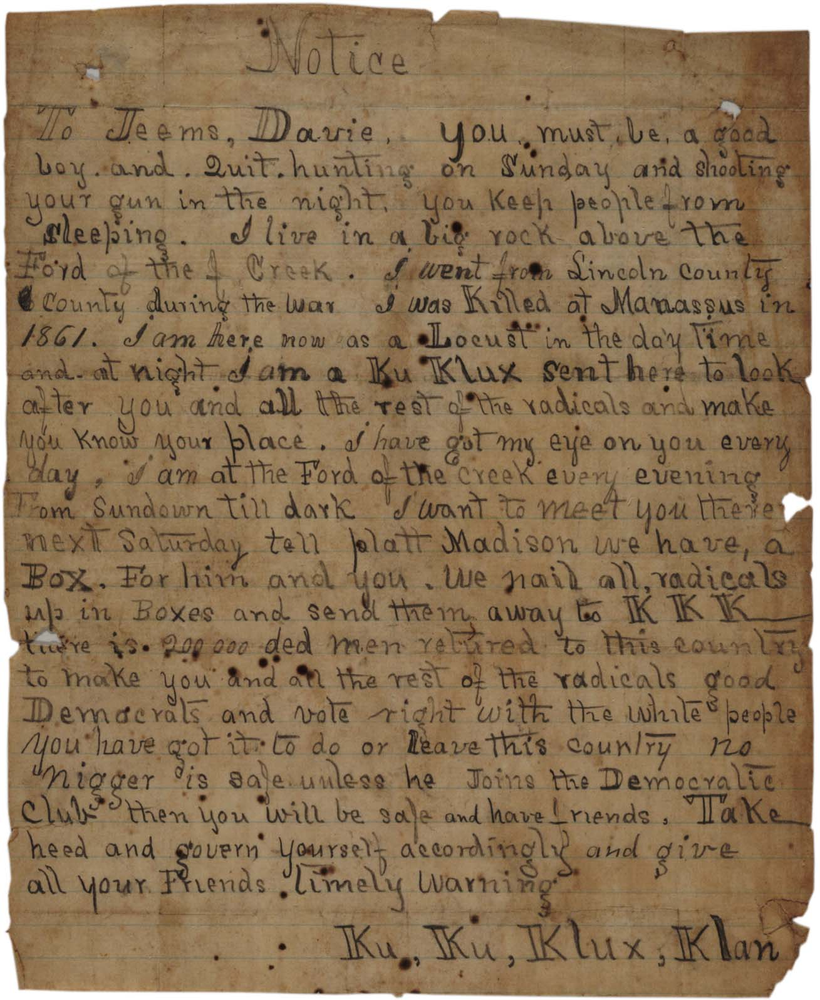 Notice
To Jeems, Davie. you. must. be. a good
boy. and. Quit. hunting on Sunday and shooting
your gun in the night. you keep people from
sleeping. I live in a big rock above the
Ford of the f Creek. I went from Lincoln county
County during the war I was Killed at Manassus in
1861. I am here now as a Locust in the day Time
and. at night I am a Ku Klux sent here to look
after you and all the rest of the radicals and make
you know your place. I have got my eye on you every
day, I am at the Ford of the creek every evening
From Sundown till dark I want to meet you there
next Saturday tell platt Madison we have, a
Box. For him and you. We nail all, radicals
up in Boxes and send them away to KKK
there is. 200 000 ded men retured to this country
to make you and all the rest of the radicals good
Democrats and vote right with the white people
you have got it to do or leave this country no
nigger is safe unless he Joins the Democratic
Club then you will be safe and have friends. Take
heed and govern yourself accordingly and give
all your Friends. timely warning
Ku, Ku, Klux, Klan